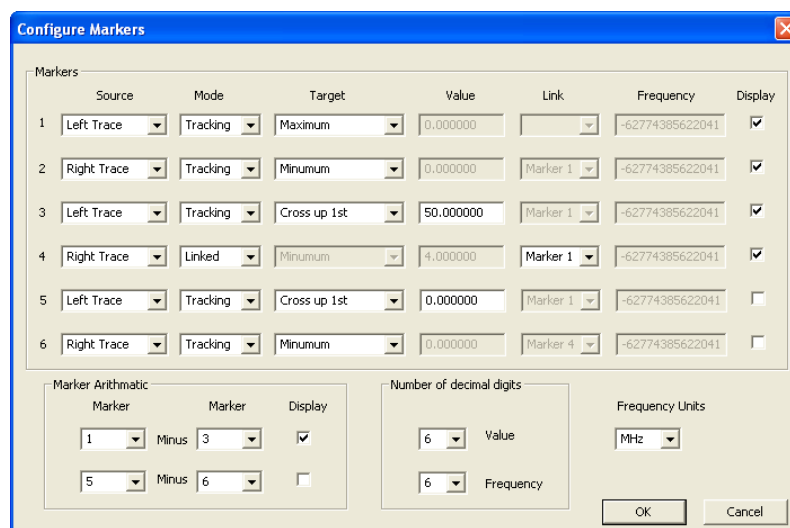 Configure Markers
Markers
Source Mode Target Value Link Frequency Display
1 Left Trace Tracking Maximum 0.000000 -62774385622041
2 Right Trace Tracking Minumum 0.000000 Marker 1 -62774385622041
3 Left Trace Tracking Cross up 1st 50.000000 Marker 1 -62774385622041
4 Right Trace Linked Minumum 4.000000 Marker 1 -62774385622041
5 Left Trace Tracking Cross up 1st 0.000000 Marker 1 -62774385622041
6 Right Trace Tracking Minumum 0.000000 Marker 4 -62774385622041
Marker Arithmatic
Marker Marker Display
1 Minus 3
5 Minus 6
Number of decimal digits
6 Value
6 Frequency
Frequency Units
MHz
OK Cancel